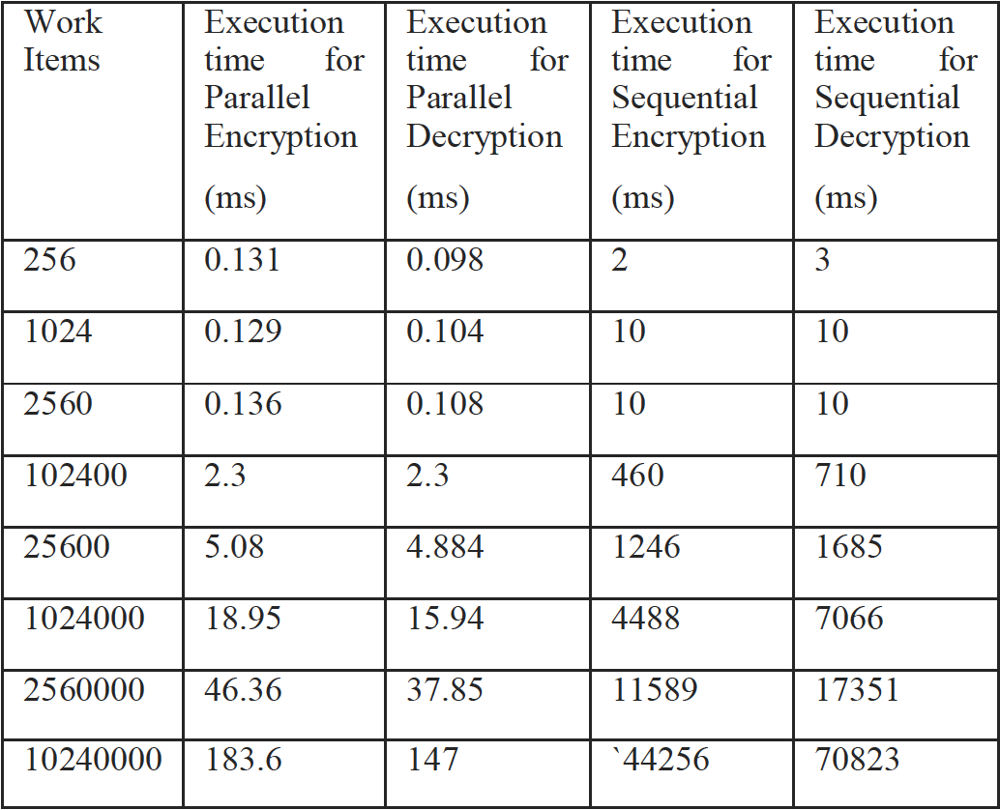 Work Items | Execution time for Parallel Encryption (ms) | Execution time for Parallel Decryption (ms) | Execution time for Sequential Encryption (ms) | Execution time for Sequential Decryption (ms)
256 | 0.131 | 0.098 | 2 | 3
1024 | 0.129 | 0.104 | 10 | 10
2560 | 0.136 | 0.108 | 10 | 10
102400 | 2.3 | 2.3 | 460 | 710
25600 | 5.08 | 4.884 | 1246 | 1685
1024000 | 18.95 | 15.94 | 4488 | 7066
2560000 | 46.36 | 37.85 | 11589 | 17351
10240000 | 183.6 | 147 | `44256 | 70823